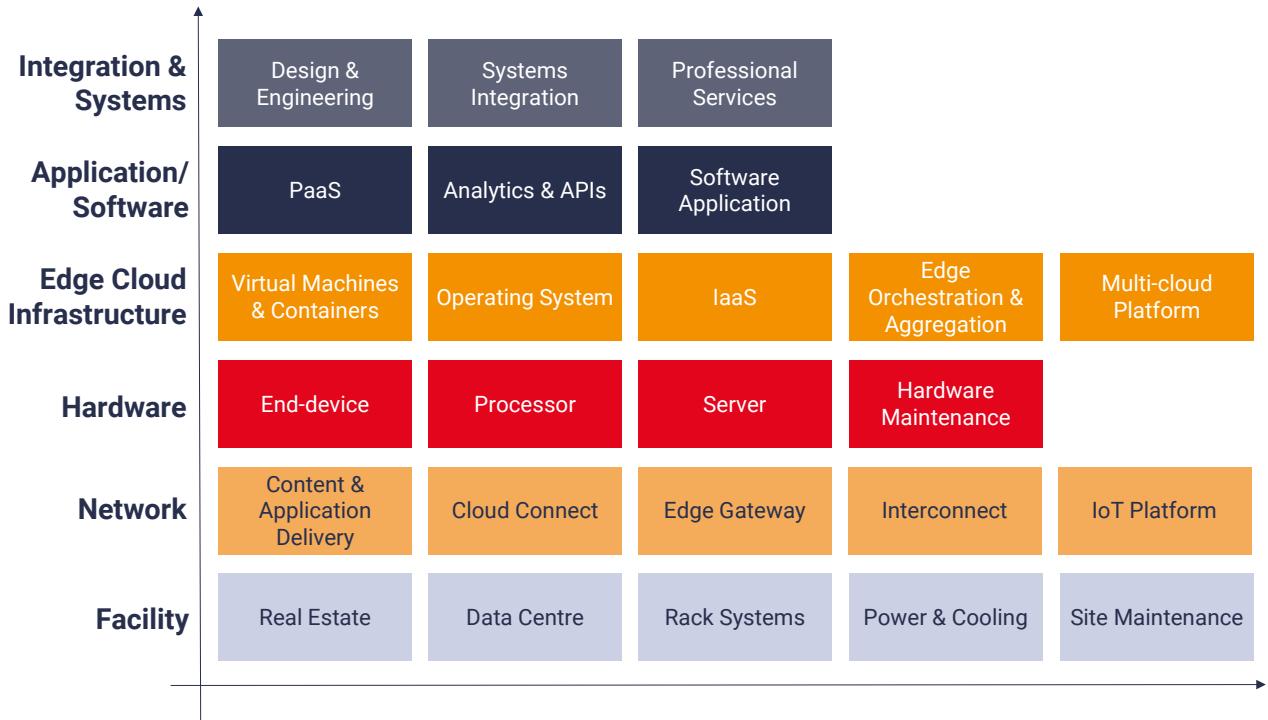 Integration &
Systems
Design &
Engineering
Systems
Integration
Professional
Services
Application/
Software
PaaS
Analytics & APIs
Software
Application
Edge Cloud
Infrastructure
Virtual Machines
& Containers
Operating System
IaaS
Edge
Orchestration &
Aggregation
Multi-cloud
Platform
Hardware
End-device
Processor
Server
Hardware
Maintenance
Network
Content &
Application
Delivery
Cloud Connect
Edge Gateway
Interconnect
IoT Platform
Facility
Real Estate
Data Centre
Rack Systems
Power & Cooling
Site Maintenance